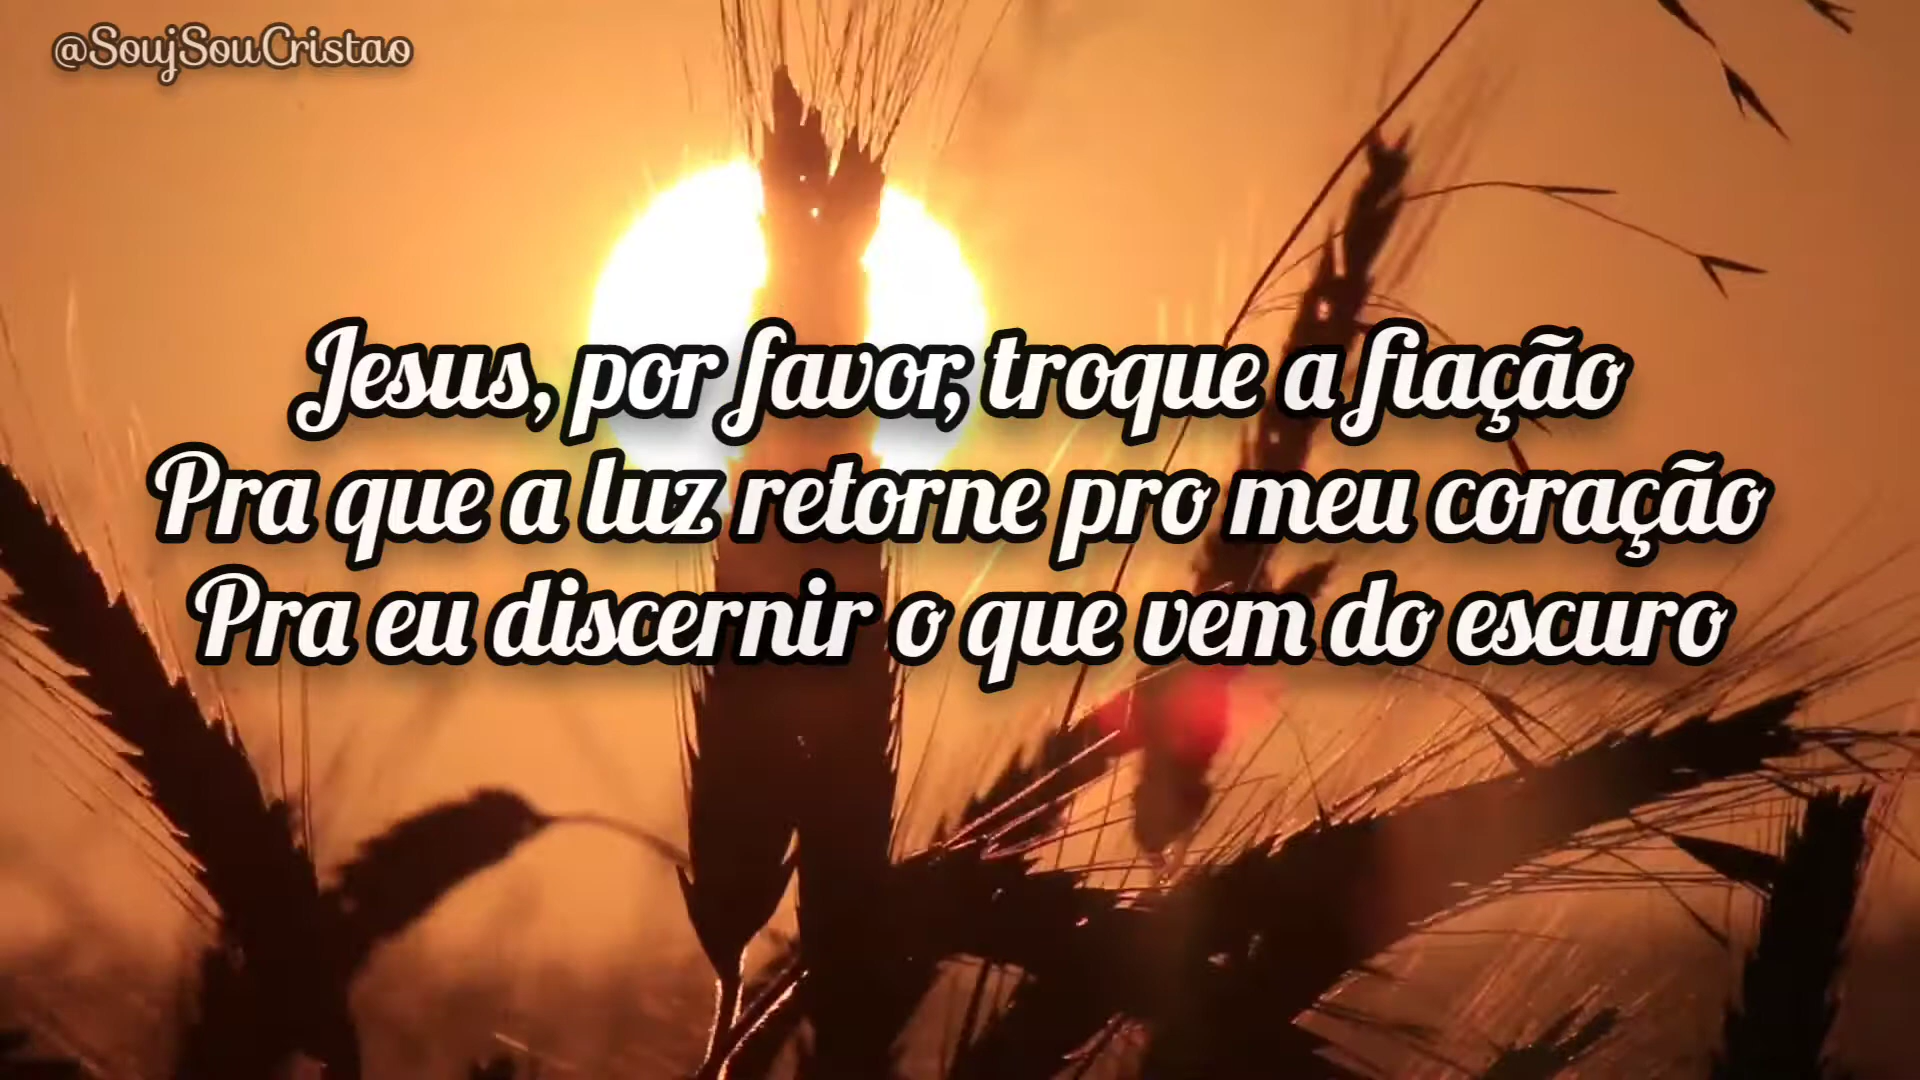 @SoujSouCristao
Jesus, por favor, troque a fiação
Pra que a luz retorne pro meu coração
Pra eu discernir o que vem do escuro